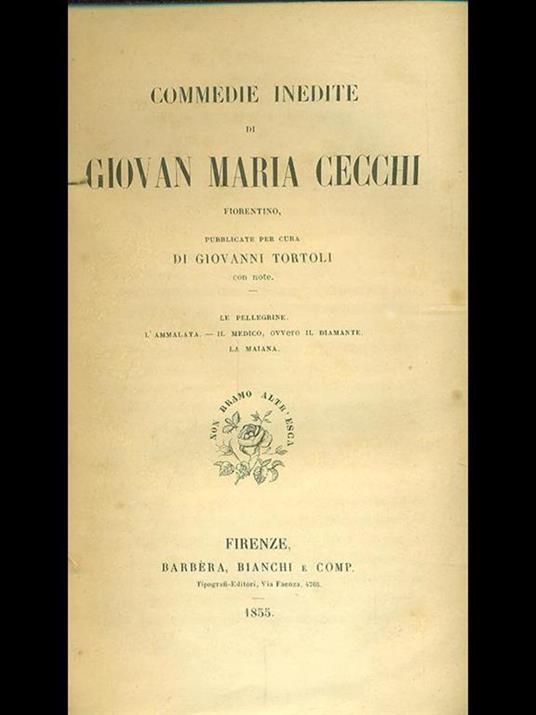 COMMEDIE INEDITE
DI
GIOVAN MARIA CECCHI
FIORENTINO,
PUBBLICATE PER CURA
DI GIOVANNI TORTOLI
con note.
LE PELLEGRINE.
L'AMMALATA. — IL MEDICO, ovvero IL DIAMANTE.
LA MAIANA.
NON BRAMO ALTR'ESCA
FIRENZE,
BARBÈRA, BIANCHI E COMP.
Tipografi-Editori, Via Faenza, 4765.
1855.